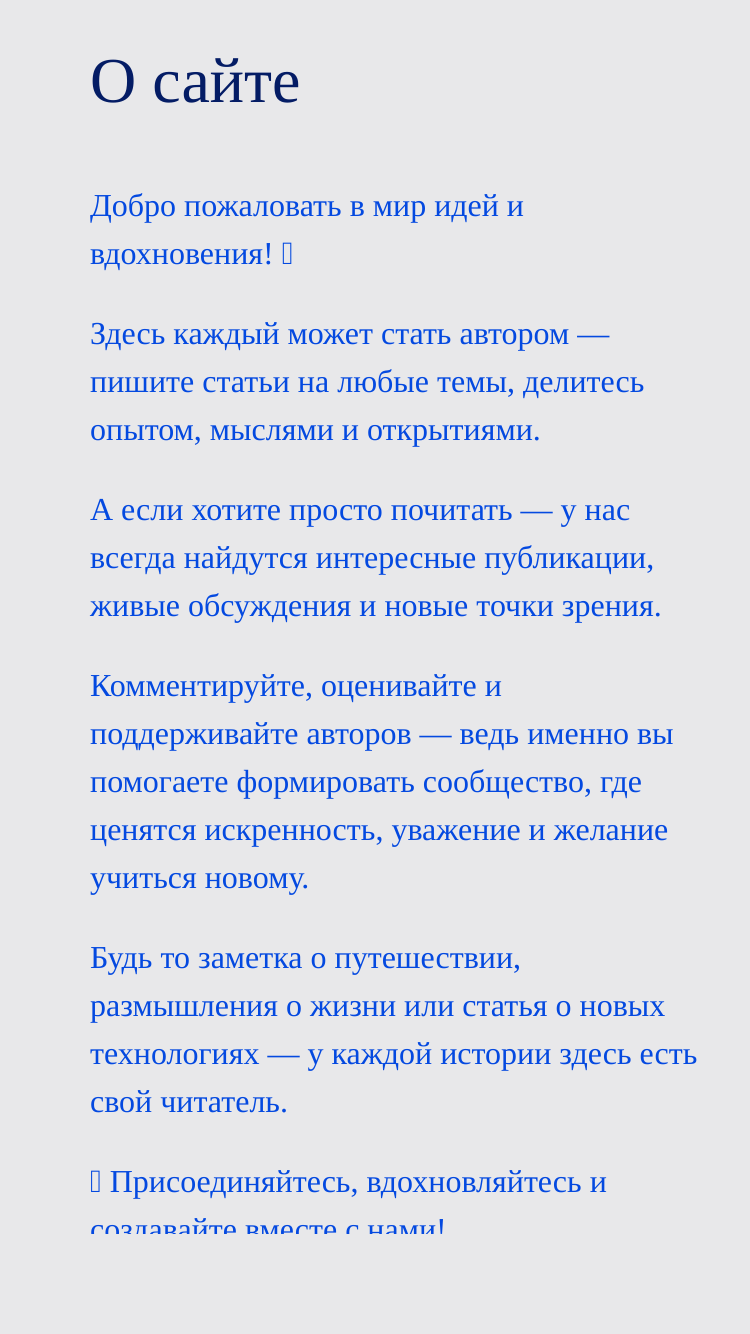 О сайте
Добро пожаловать в мир идей и
вдохновения!
Здесь каждый может стать автором —
пишите статьи на любые темы, делитесь
опытом, мыслями и открытиями.
А если хотите просто почитать — у нас
всегда найдутся интересные публикации,
живые обсуждения и новые точки зрения.
Комментируйте, оценивайте и
поддерживайте авторов — ведь именно вы
помогаете формировать сообщество, где
ценятся искренность, уважение и желание
учиться новому.
Будь то заметка о путешествии,
размышления о жизни или статья о новых
технологиях — у каждой истории здесь есть
свой читатель.
Присоединяйтесь, вдохновляйтесь и
создавайте вместе с нами!